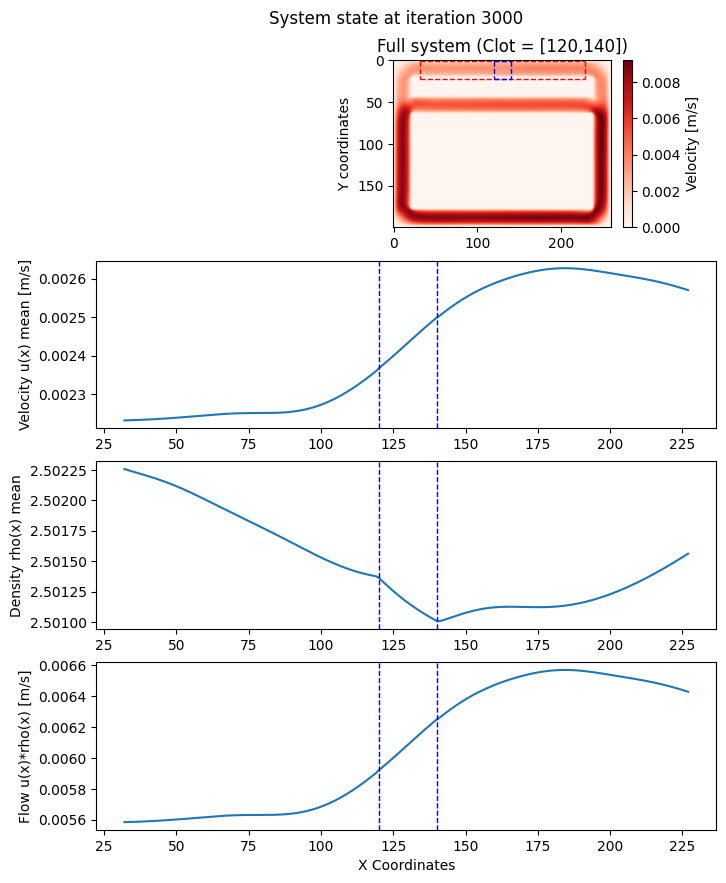 System state at iteration 3000
Full system (Clot = [120,140])
Y coordinates
0
50
100
150
0
100
200
0.008
0.006
0.004
0.002
0.000
Velocity [m/s]
Velocity u(x) mean [m/s]
0.0026
0.0025
0.0024
0.0023
25 50 75 100 125 150 175 200 225
Density rho(x) mean
2.50225
2.50200
2.50175
2.50150
2.50125
2.50100
25 50 75 100 125 150 175 200 225
Flow u(x)*rho(x) [m/s]
0.0066
0.0064
0.0062
0.0060
0.0058
0.0056
25 50 75 100 125 150 175 200 225
X Coordinates